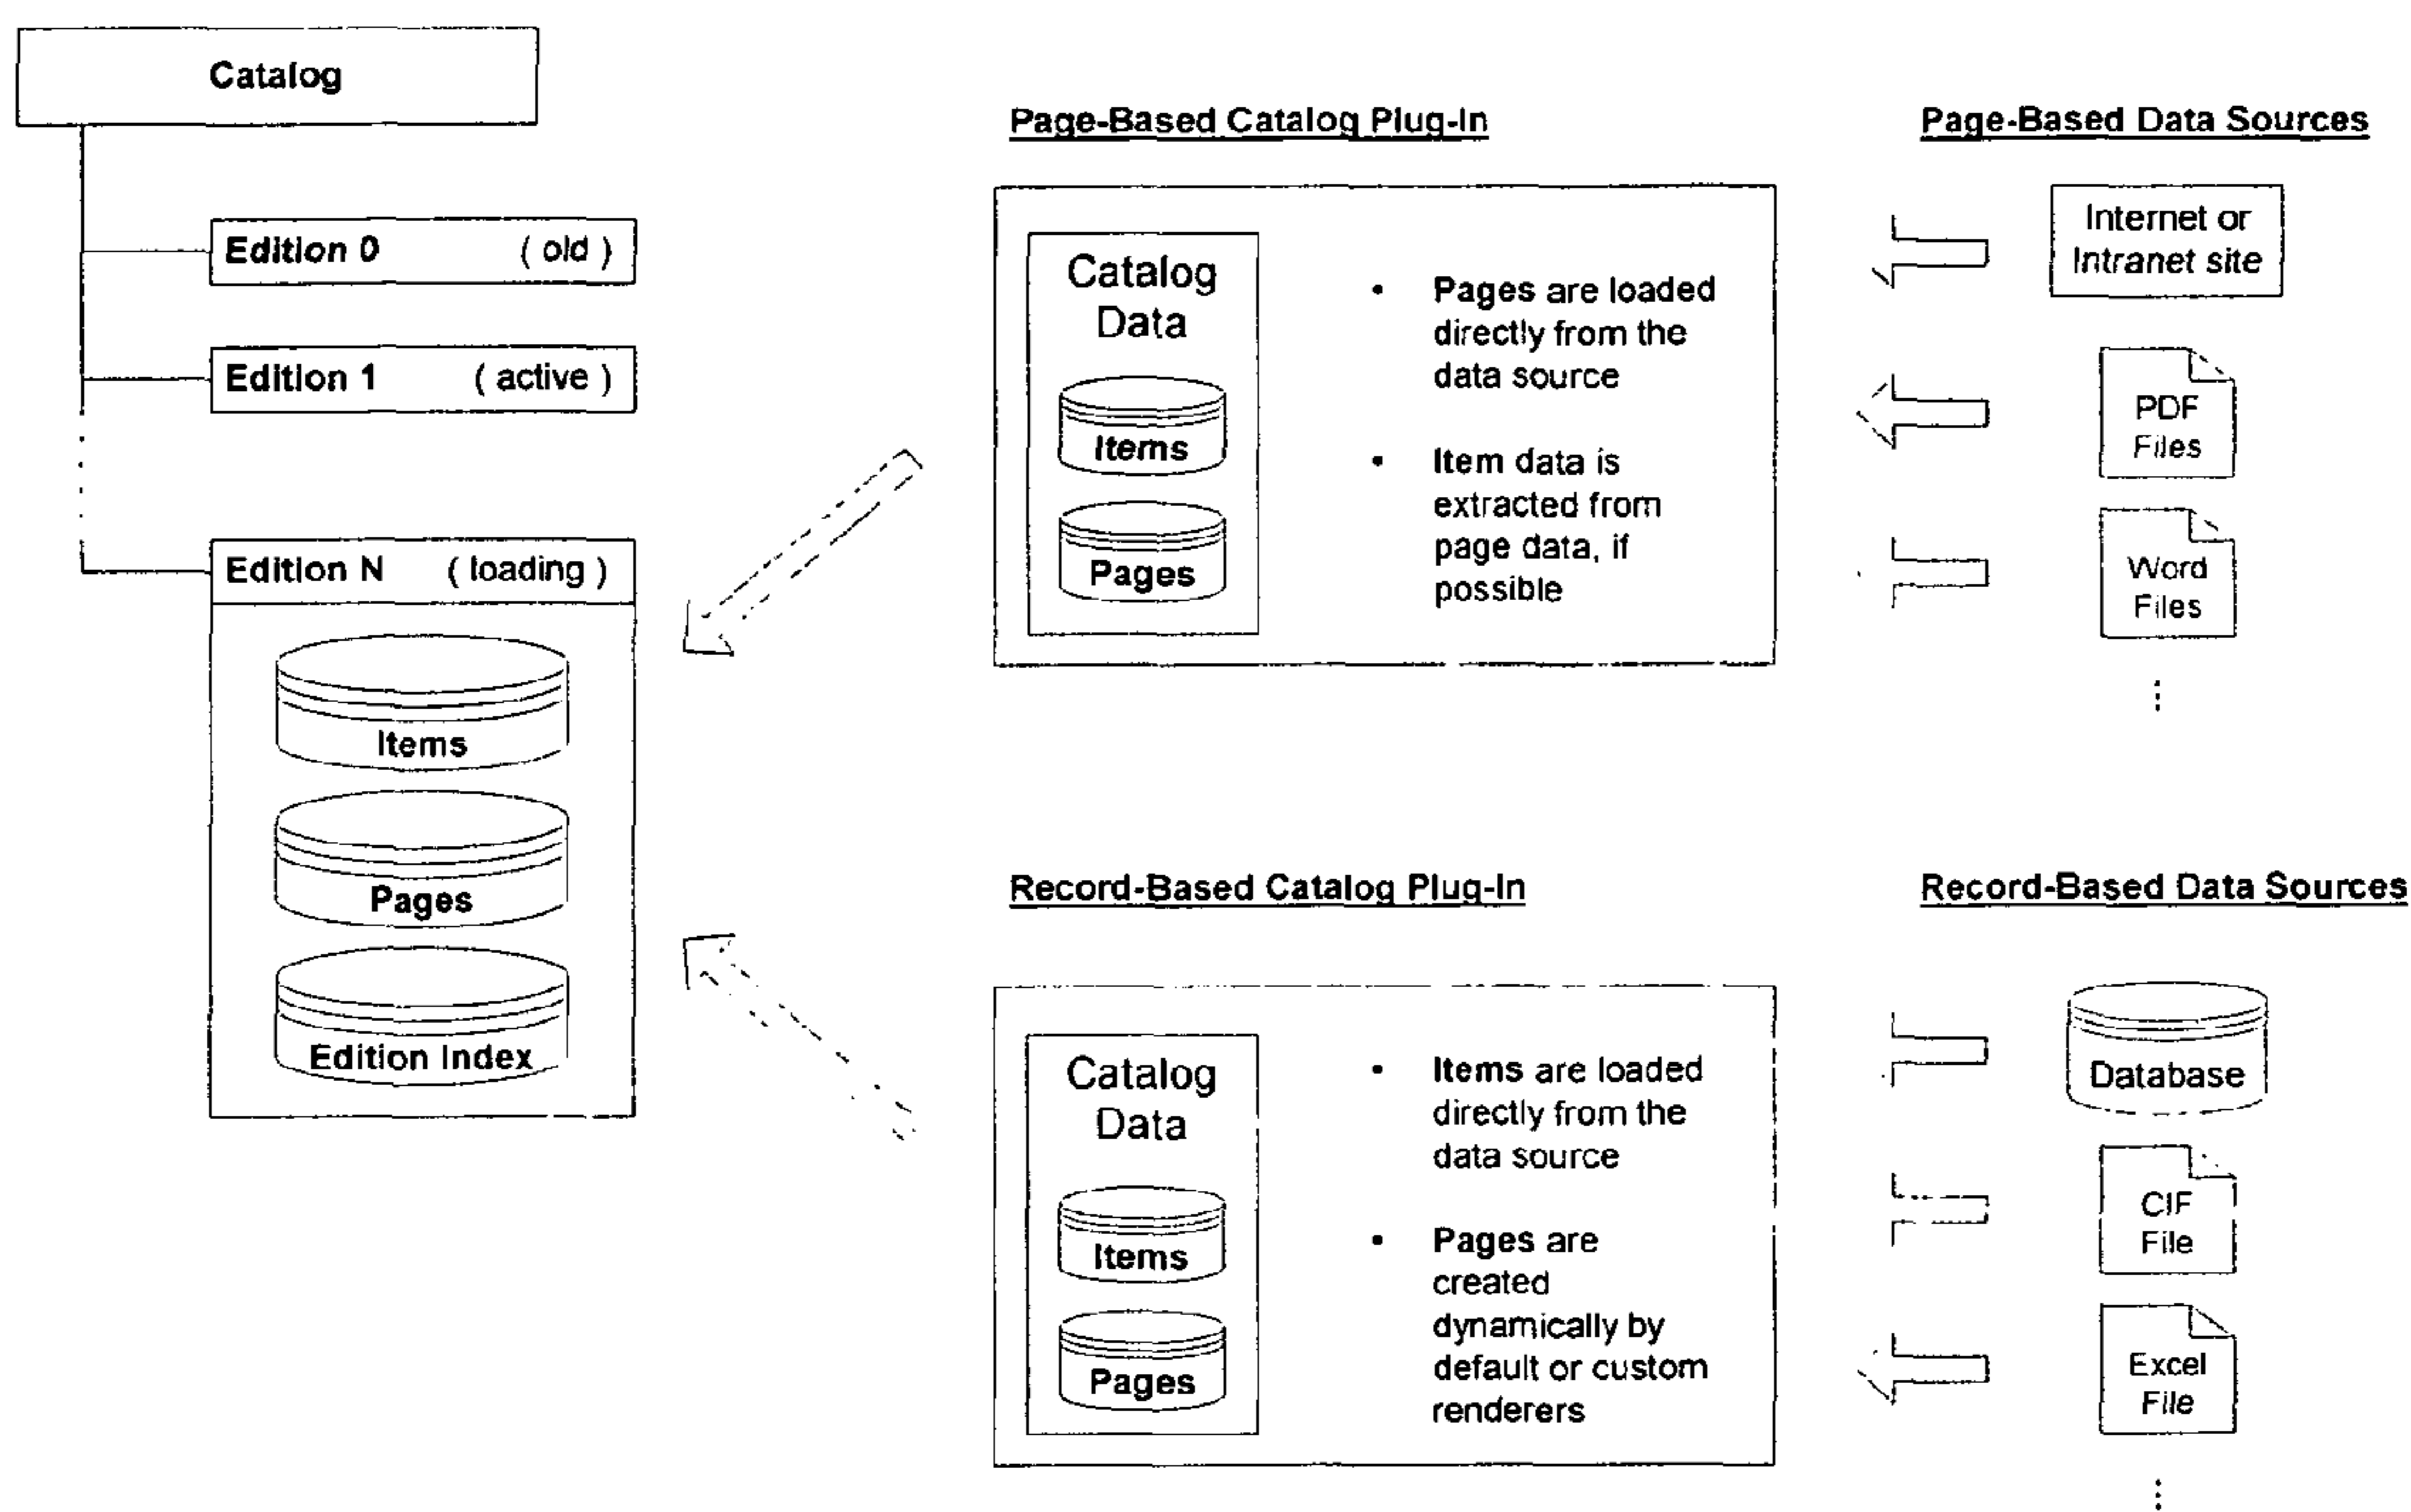 Catalog
Edition 0 ( old )
Edition 1 ( active )
Edition N ( loading )
Items
Pages
Edition Index
Page-Based Catalog Plug-In
Catalog
Data
Items
Pages
• Pages are loaded
directly from the
data source
• Item data is
extracted from
page data, if
possible
Page-Based Data Sources
Internet or
Intranet site
PDF
Files
Word
Files
⋮
Record-Based Catalog Plug-In
Catalog
Data
Items
Pages
• Items are loaded
directly from the
data source
• Pages are
created
dynamically by
default or custom
renderers
Record-Based Data Sources
Database
CIF
File
Excel
File
⋮